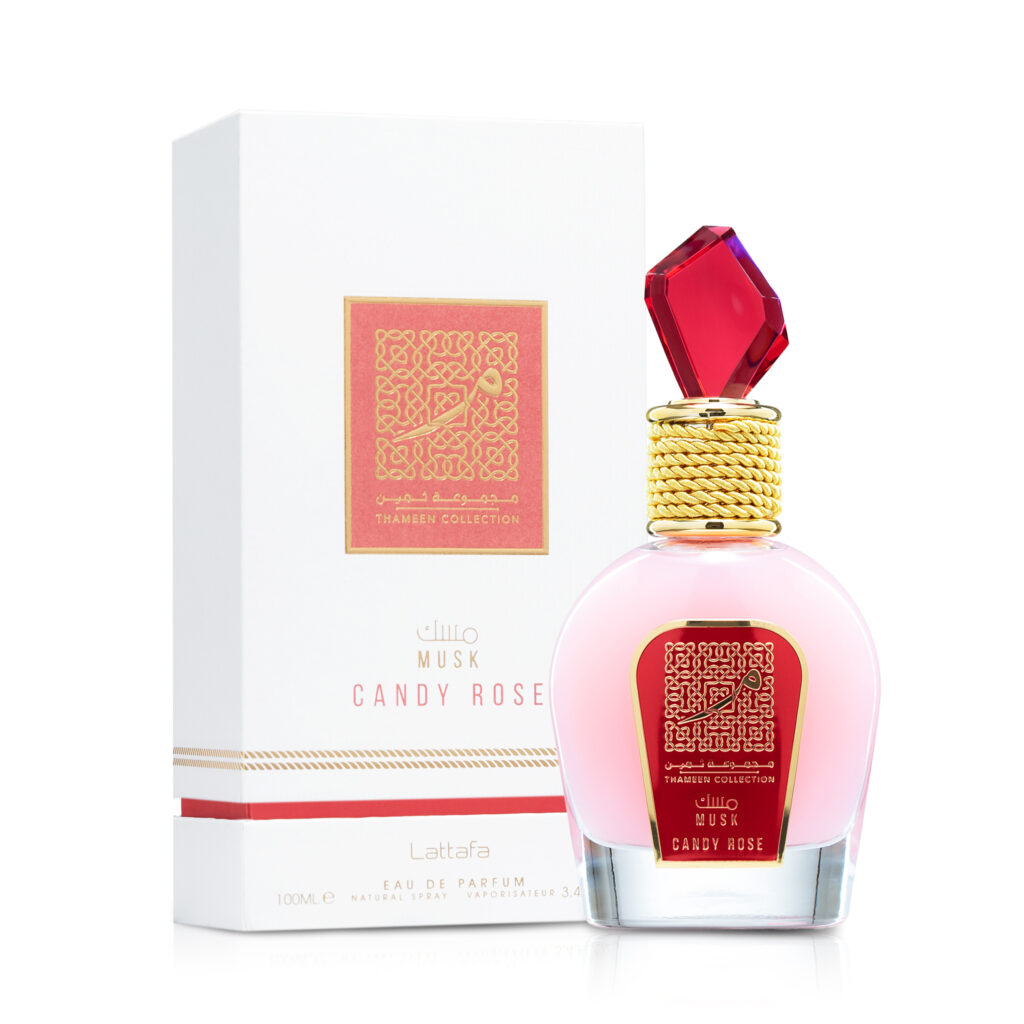 مجموعة ثمين
THAMEEN COLLECTION
مسك
MUSK
CANDY ROSE
Lattafa
EAU DE PARFUM
100ML e NATURAL SPRAY VAPORISATEUR 3,4
مجموعة ثمين
THAMEEN COLLECTION
مسك
MUSK
CANDY ROSE